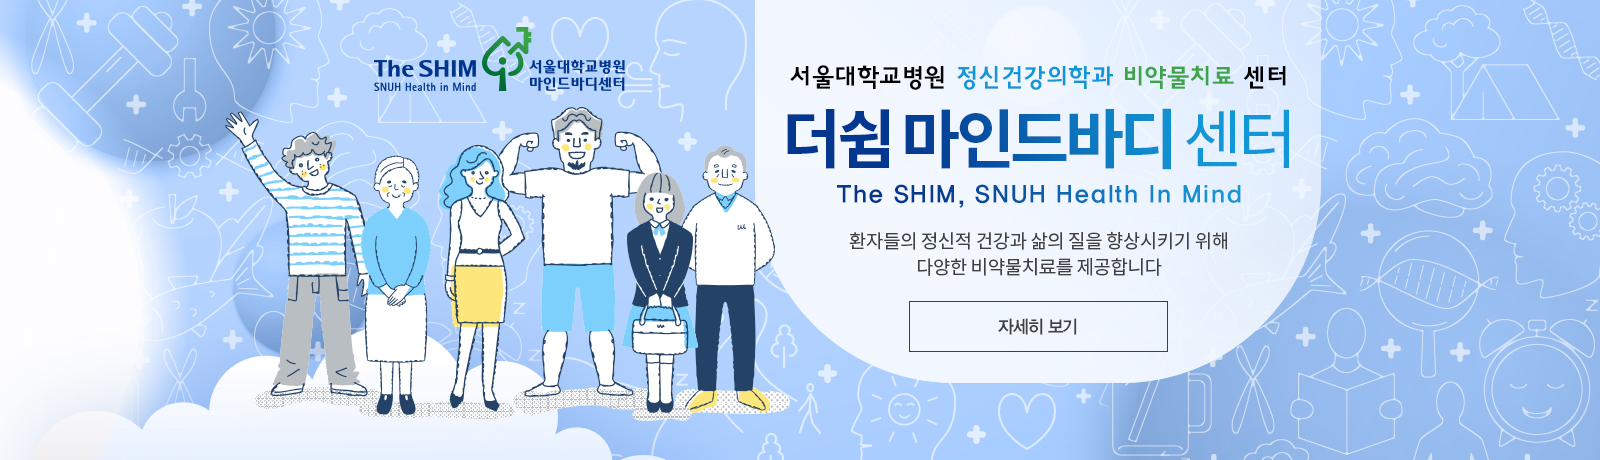 The SHIM
SNUH Health in Mind
서울대학교병원
마인드바디센터
서울대학교병원 정신건강의학과 비약물치료 센터
더쉼 마인드바디 센터
The SHIM, SNUH Health In Mind
환자들의 정신적 건강과 삶의 질을 향상시키기 위해
다양한 비약물치료를 제공합니다
자세히 보기